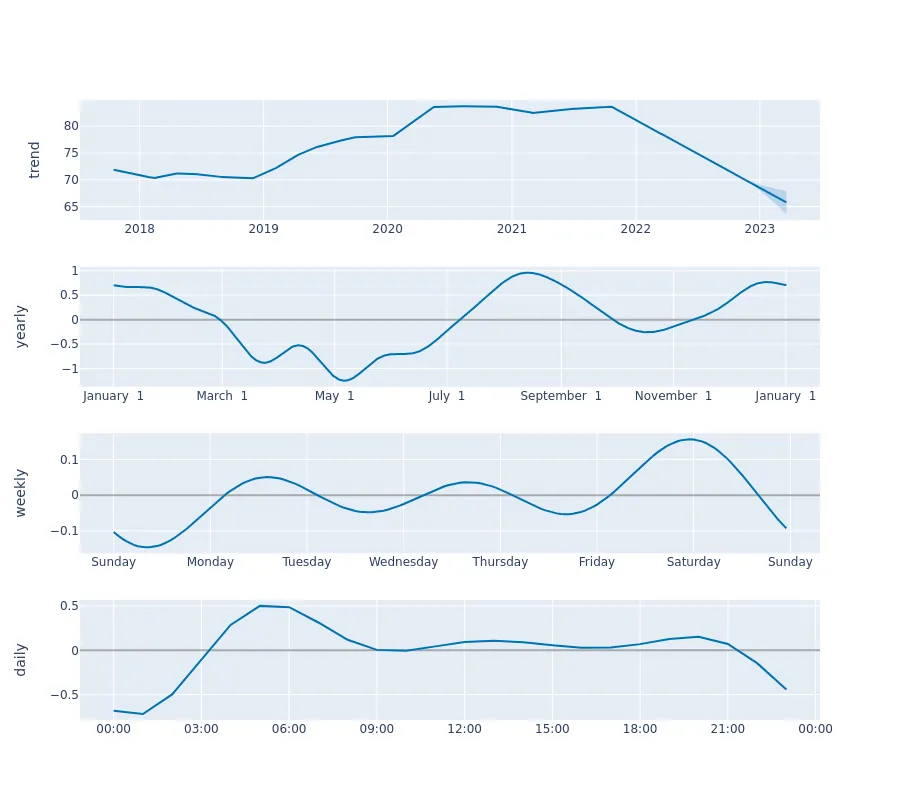 trend
80
75
70
65
2018 2019 2020 2021 2022 2023
yearly
1
0.5
0
−0.5
−1
January 1 March 1 May 1 July 1 September 1 November 1 January 1
weekly
0.1
0
−0.1
Sunday Monday Tuesday Wednesday Thursday Friday Saturday Sunday
daily
0.5
0
−0.5
00:00 03:00 06:00 09:00 12:00 15:00 18:00 21:00 00:00